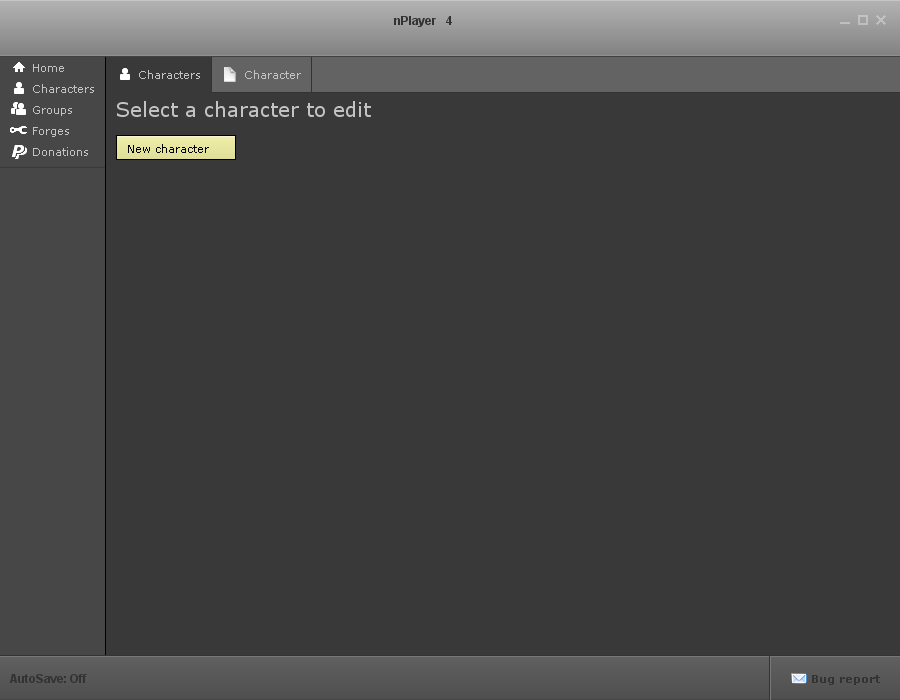 nPlayer 4
Home
Characters
Groups
Forges
Donations
Characters
Character
Select a character to edit
New character
AutoSave: Off
Bug report